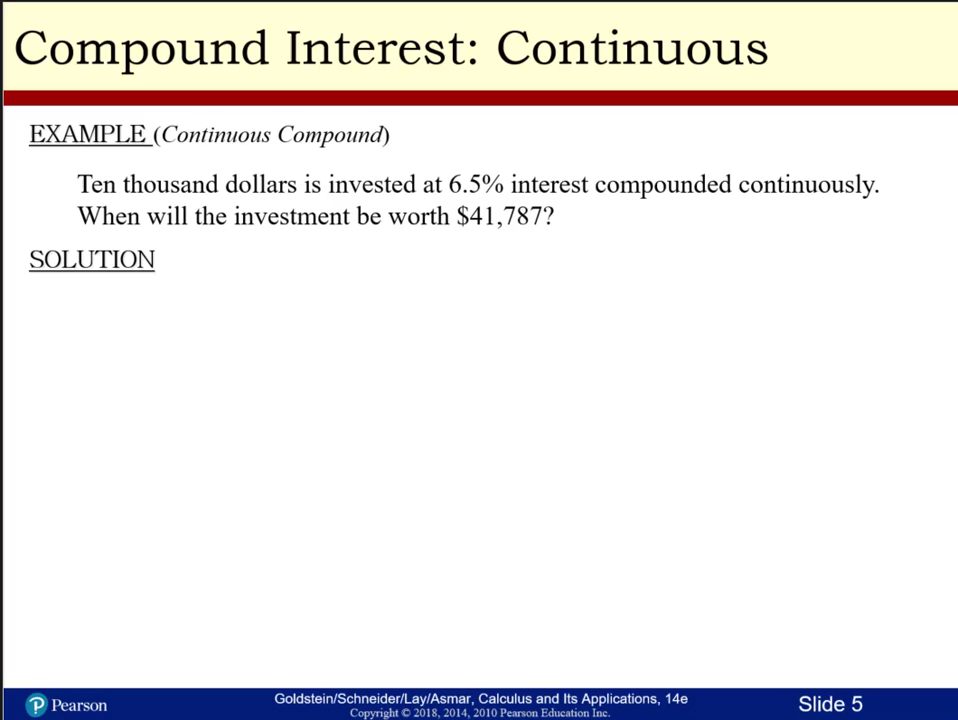 Compound Interest: Continuous
EXAMPLE (Continuous Compound)
Ten thousand dollars is invested at 6.5% interest compounded continuously.
When will the investment be worth $41,787?
SOLUTION
Pearson
Goldstein/Schneider/Lay/Asmar, Calculus and Its Applications, 14e
Copyright © 2018, 2014, 2010 Pearson Education Inc.
Slide 5